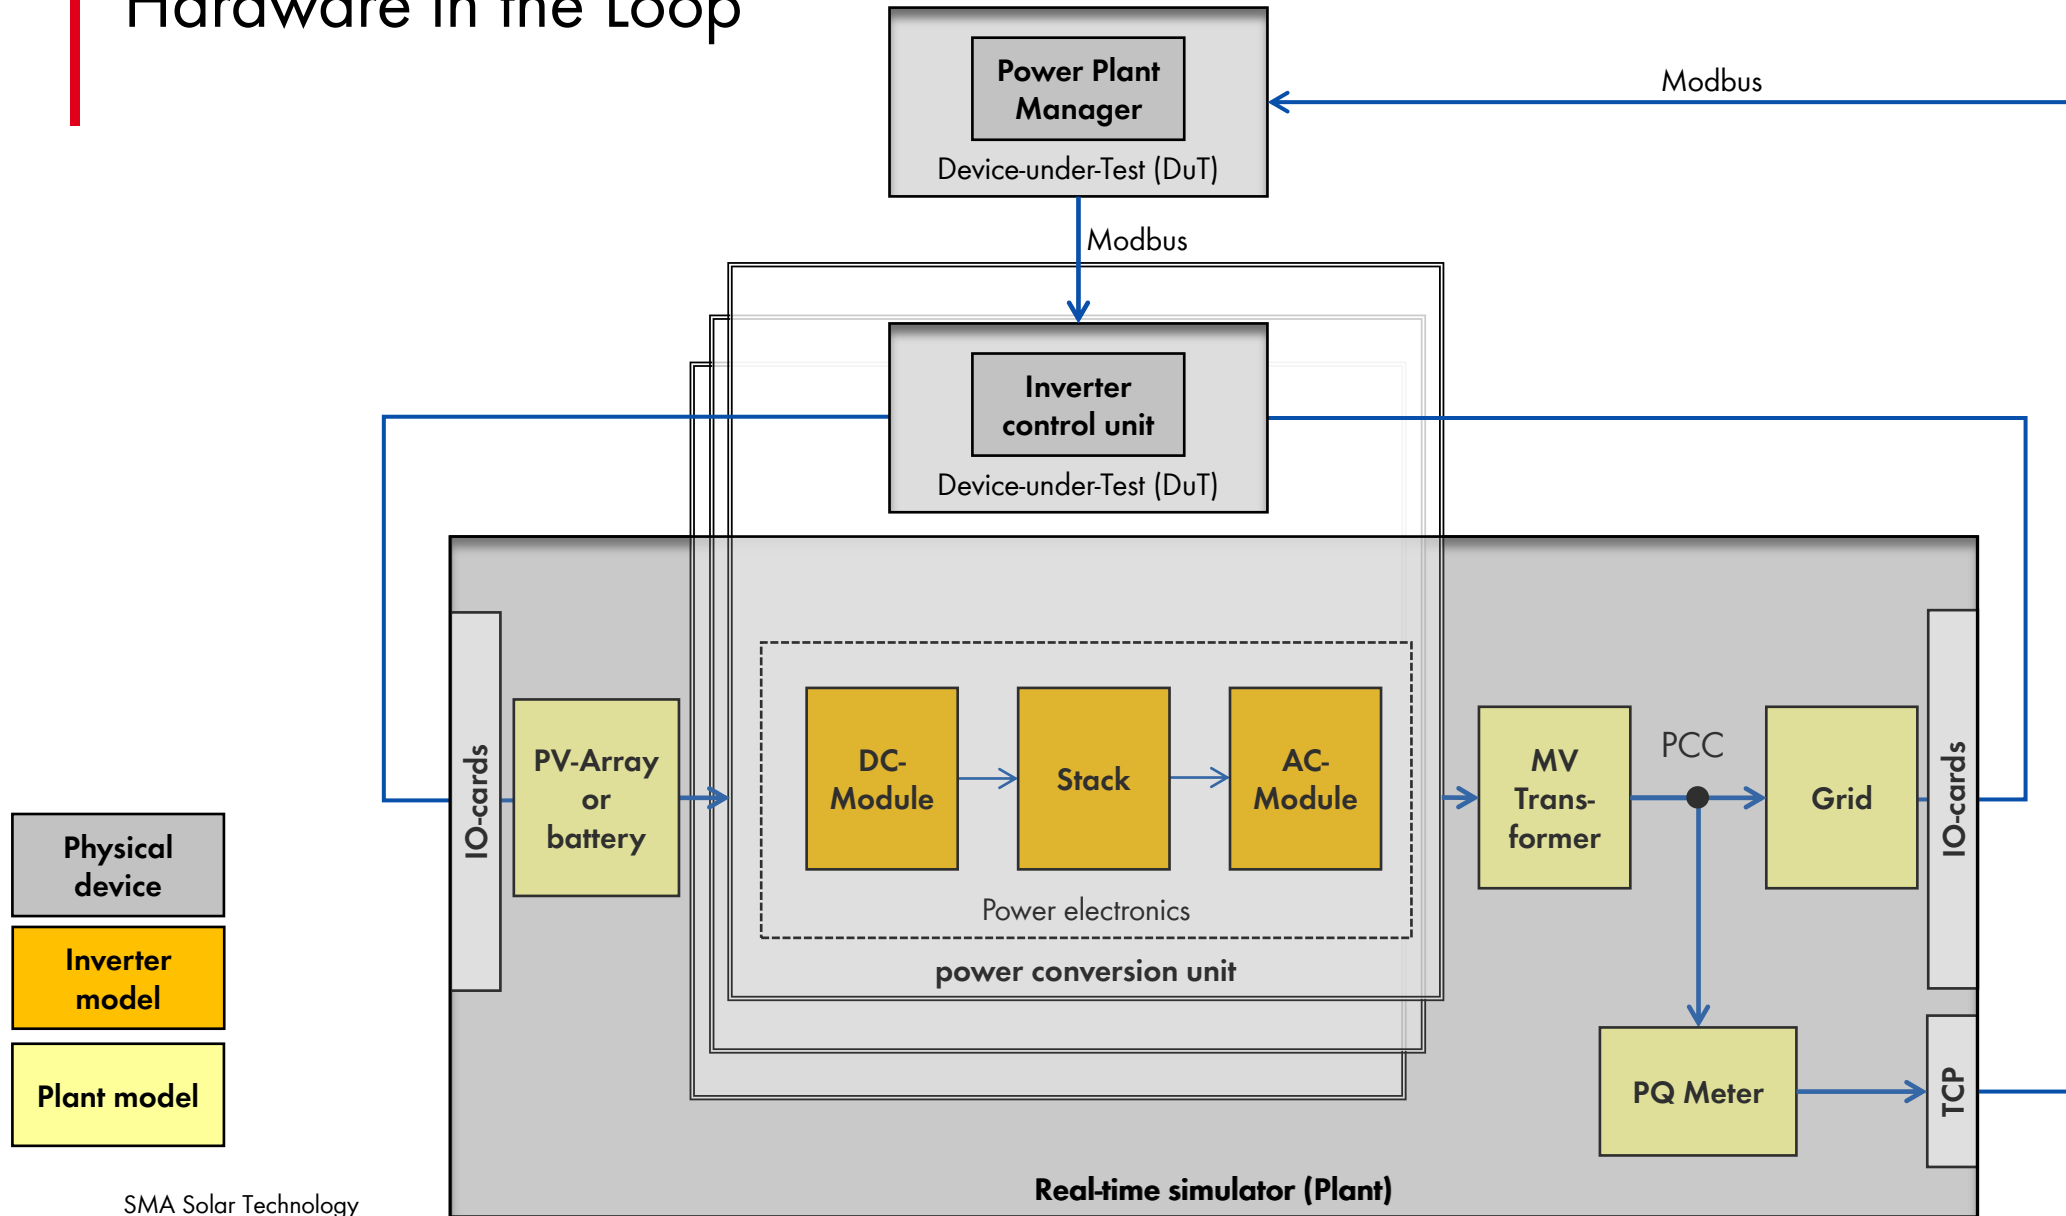 Hardware in the Loop
Power Plant
Manager
Device-under-Test (DuT)
Modbus
Modbus
Inverter
control unit
Device-under-Test (DuT)
IO-cards
PV-Array
or
battery
DC-
Module
Stack
AC-
Module
Power electronics
power conversion unit
MV
Trans-
former
PCC
Grid
IO-cards
PQ Meter
TCP
Real-time simulator (Plant)
Physical
device
Inverter
model
Plant model
SMA Solar Technology